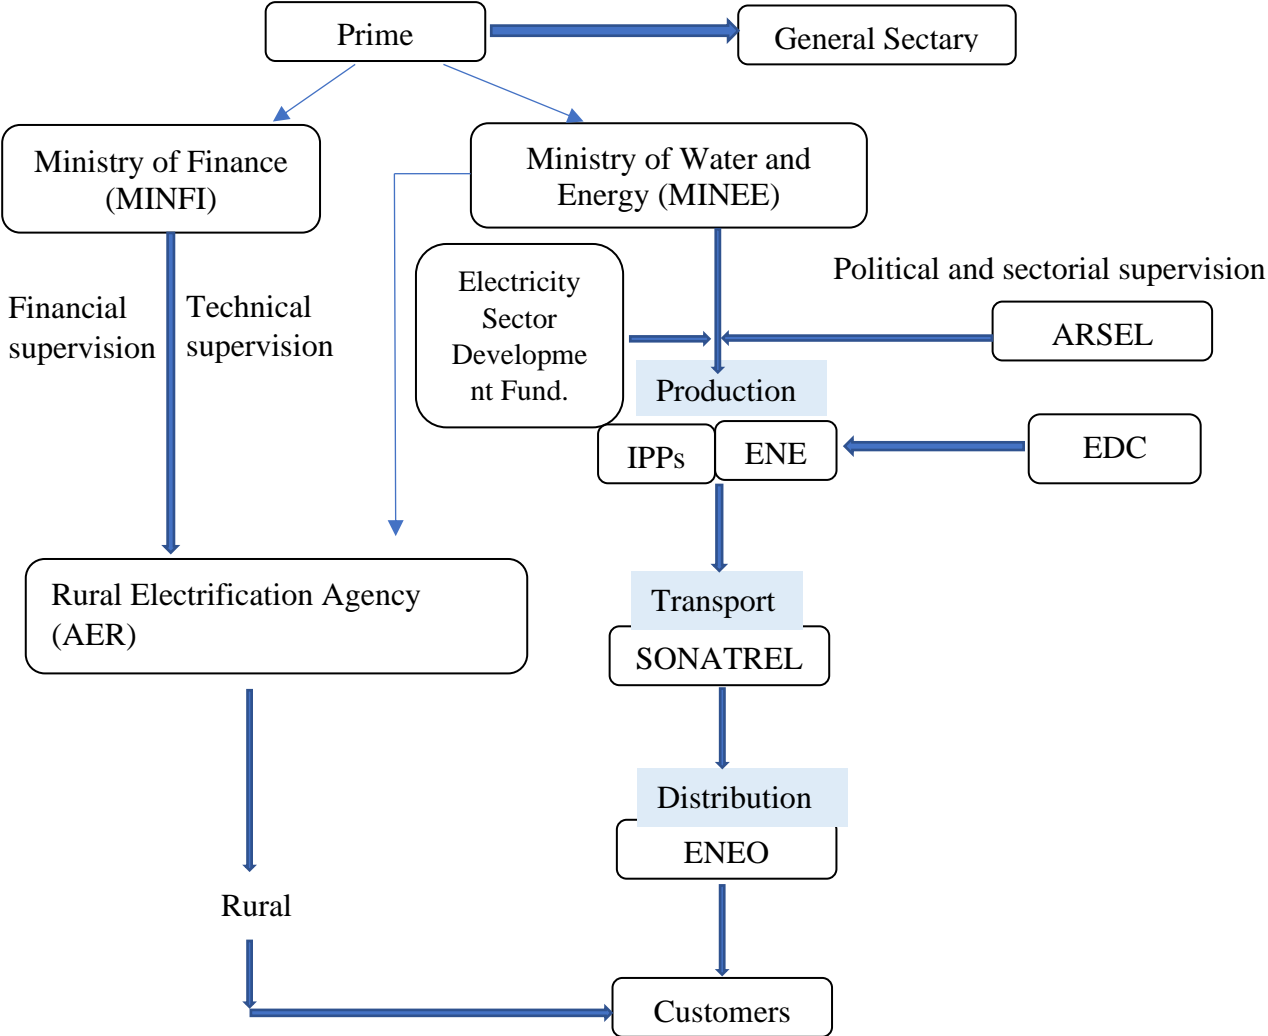 Prime
General Sectary
Ministry of Finance
(MINFI)
Ministry of Water and
Energy (MINEE)
Electricity
Sector
Developme
nt Fund.
Political and sectorial supervision
ARSEL
Financial
supervision
Technical
supervision
Production
IPPs
ENE
EDC
Rural Electrification Agency
(AER)
Transport
SONATREL
Distribution
ENEO
Rural
Customers